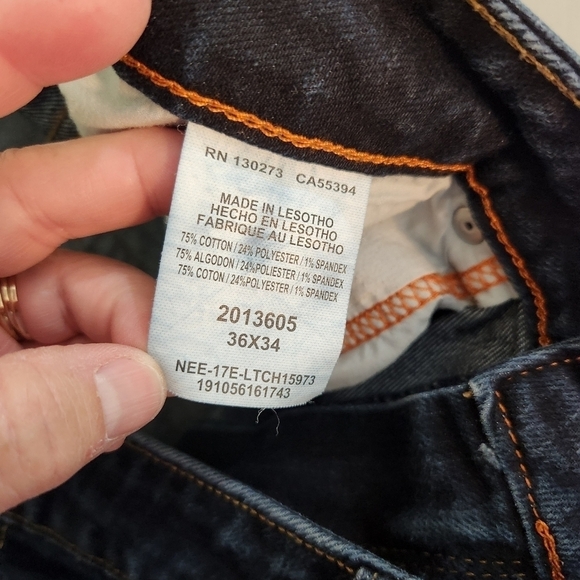 RN 130273 CA55394
MADE IN LESOTHO
HECHO EN LESOTHO
FABRIQUE AU LESOTHO
75% COTTON / 24% POLYESTER / 1% SPANDEX
75% ALGODON / 24% POLIESTER / 1% SPANDEX
75% COTON / 24% POLYESTER / 1% SPANDEX
2013605
36X34
NEE-17E-LTCH15973
191056161743